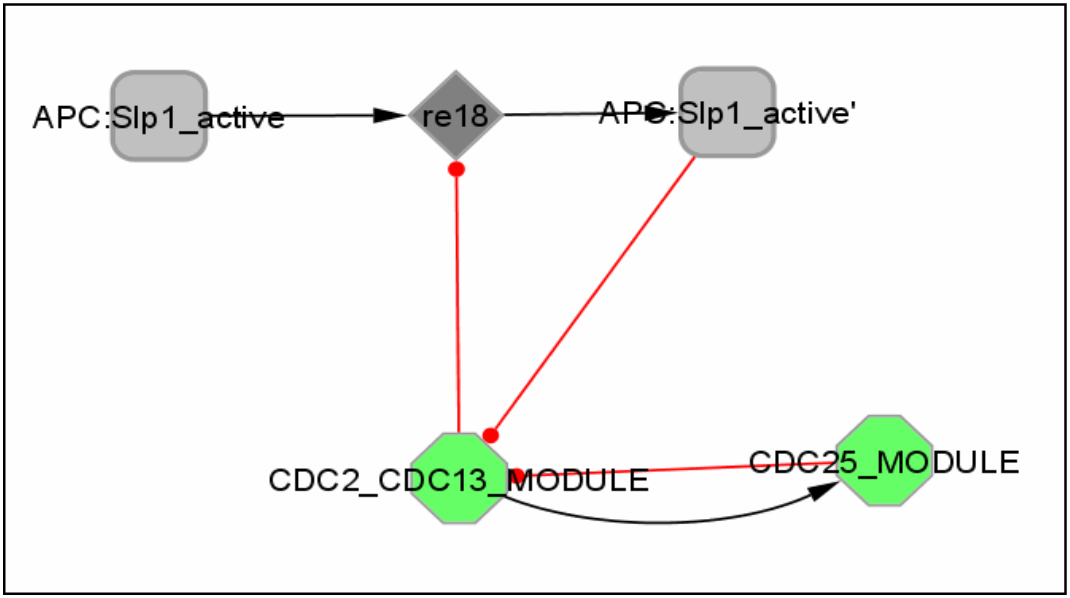 APC:Slp1_active
re18
APC:Slp1_active'
CDC2_CDC13_MODULE
CDC25_MODULE